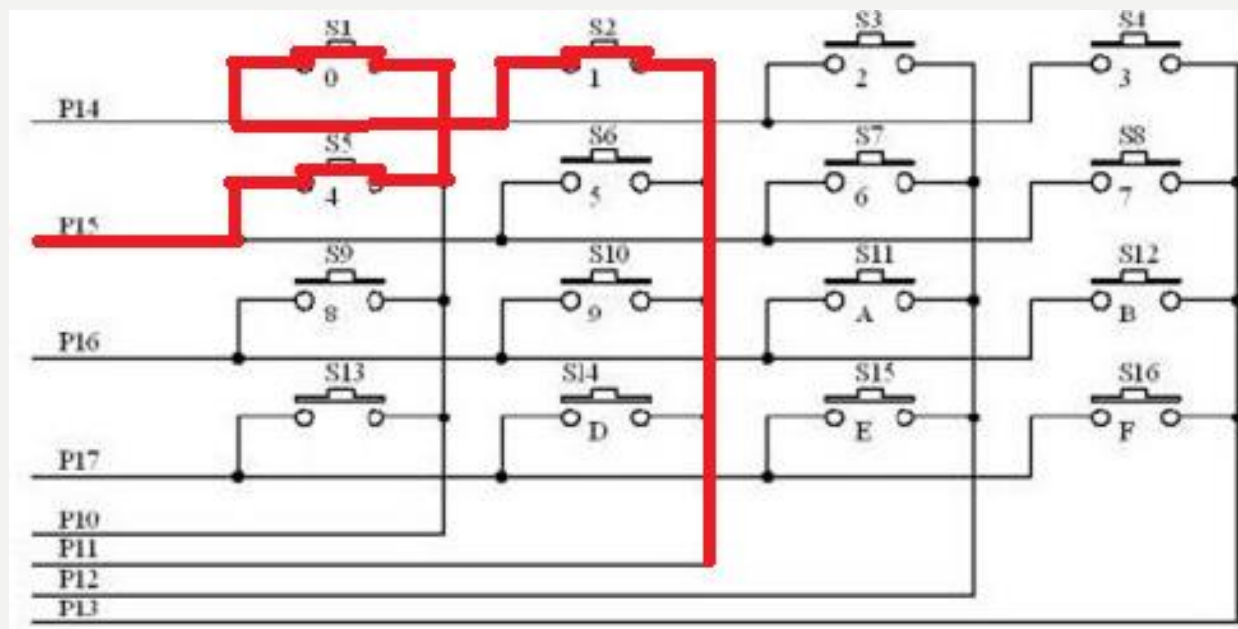 S1 S2 S3 S4
0 1 2 3
P14
S5 S6 S7 S8
4 5 6 7
P15
S9 S10 S11 S12
8 9 A B
P16
S13 S14 S15 S16
D E F
P17
P10
P11
P12
P13